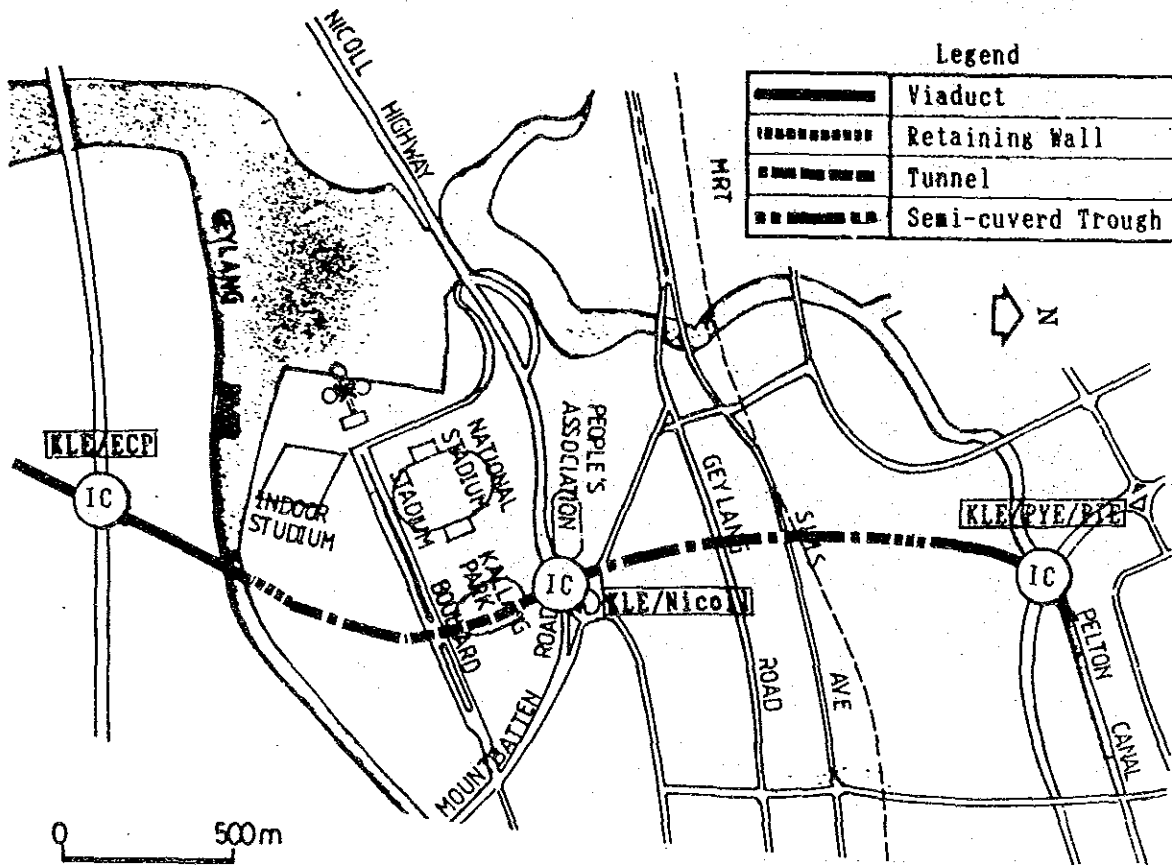 NICOLL
HIGHWAY
Legend
Viaduct
Retaining Wall
Tunnel
Semi-cuverd Trough
MRT
N
GEYLANG
RIVER
KLE/ECP
IC
INDOOR
STUDIUM
NATIONAL
STADIUM
STADIUM
BOULVARD
KALLANG
PARK
PEOPLE'S
ASSOCIATION
IC
KLE/Nicoll
ROAD
MOUNTBATTEN
GEYLANG
ROAD
SIMS
AVE
KLE/PYE/PIE
IC
PELTON
CANAL
0 500m